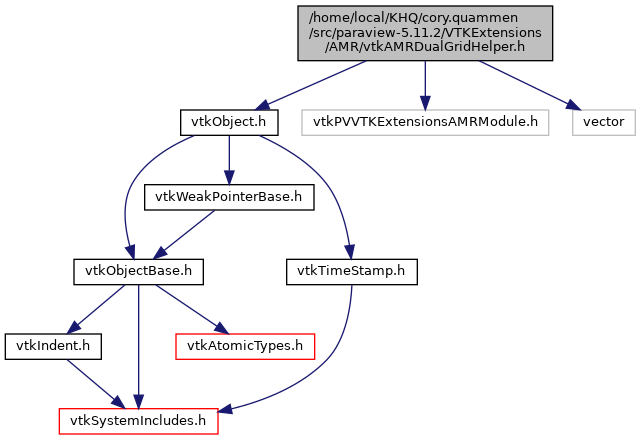 /home/local/KHQ/cory.quammen
/src/paraview-5.11.2/VTKExtensions
/AMR/vtkAMRDualGridHelper.h
vtkObject.h
vtkPVVTKExtensionsAMRModule.h
vector
vtkWeakPointerBase.h
vtkObjectBase.h
vtkTimeStamp.h
vtkIndent.h
vtkAtomicTypes.h
vtkSystemIncludes.h